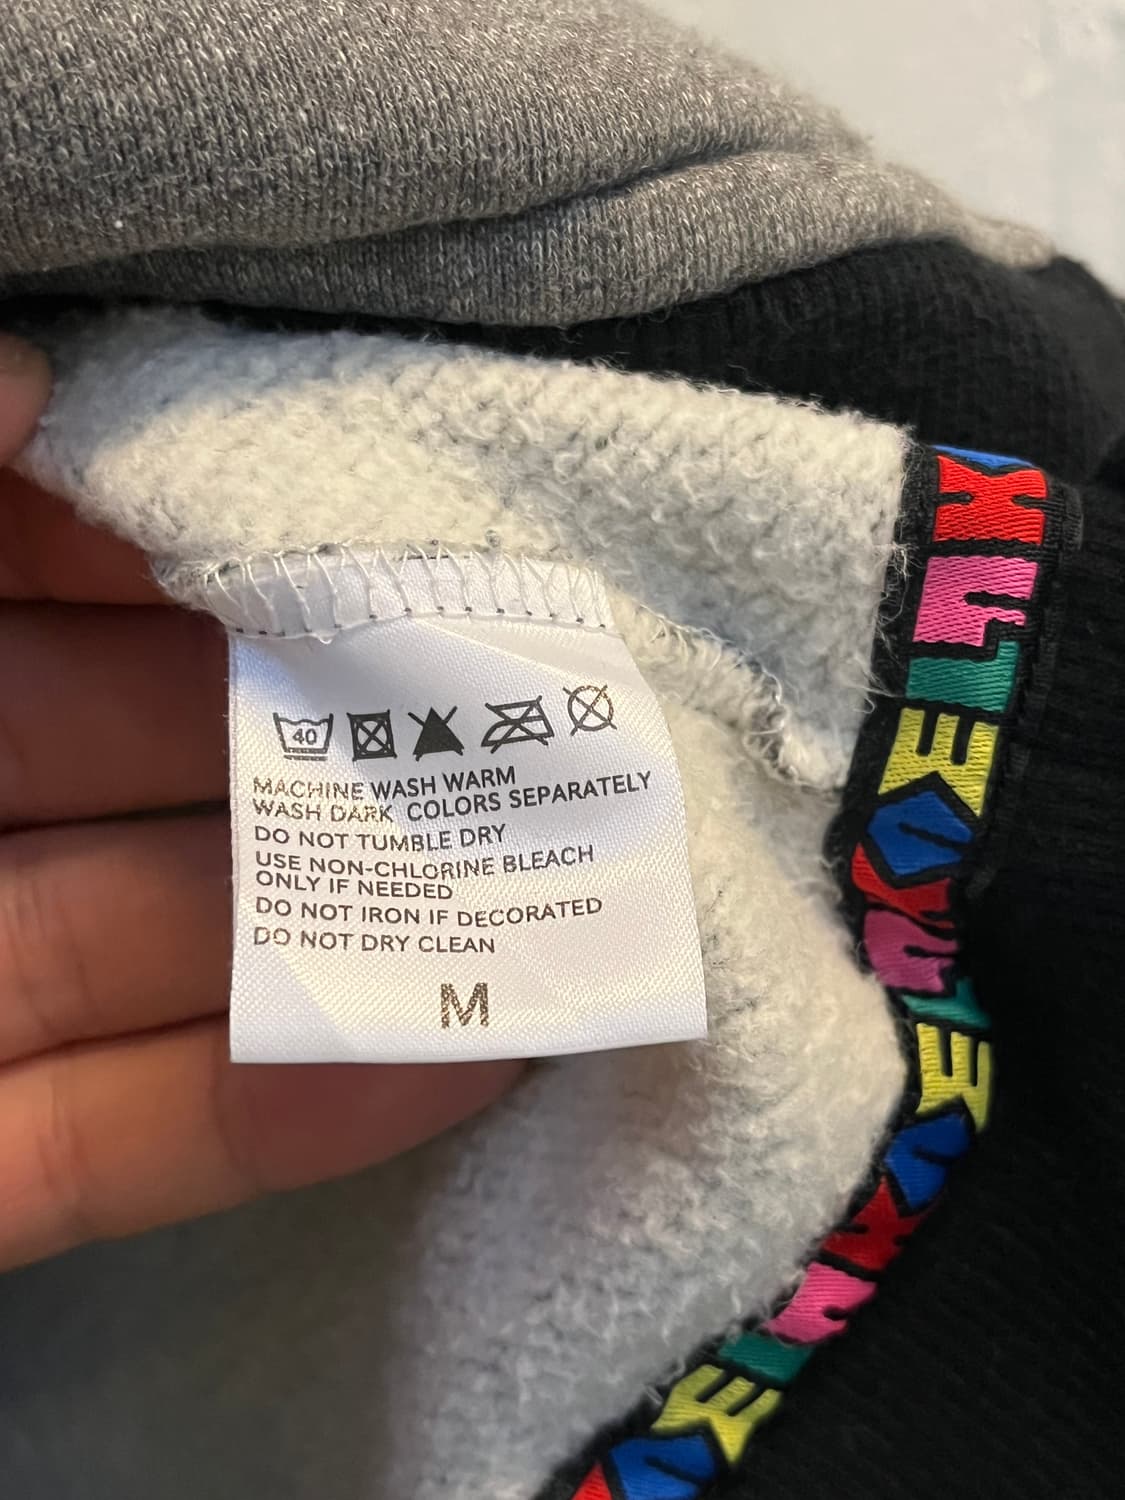 40
MACHINE WASH WARM
WASH DARK COLORS SEPARATELY
DO NOT TUMBLE DRY
USE NON-CHLORINE BLEACH
ONLY IF NEEDED
DO NOT IRON IF DECORATED
DO NOT DRY CLEAN
M